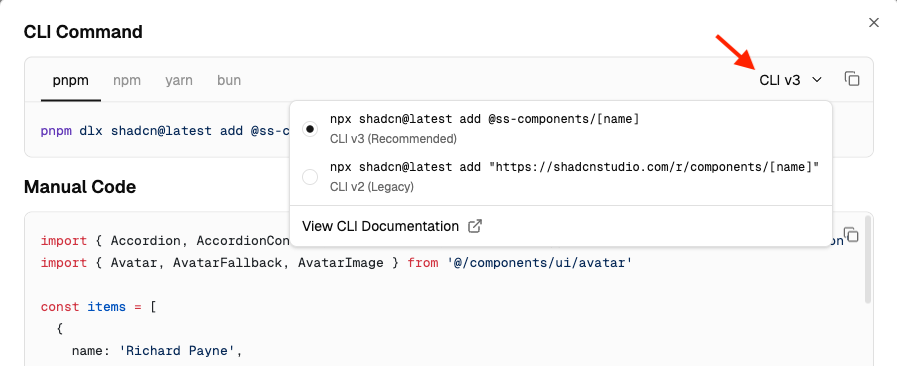 CLI Command
pnpm npm yarn bun CLI v3
pnpm dlx shadcn@latest add @ss-c
npx shadcn@latest add @ss-components/[name]
CLI v3 (Recommended)
npx shadcn@latest add "https://shadcnstudio.com/r/components/[name]"
CLI v2 (Legacy)
View CLI Documentation
Manual Code
import { Accordion, AccordionCon
on
import { Avatar, AvatarFallback, AvatarImage } from '@/components/ui/avatar'
const items = [
{
name: 'Richard Payne',